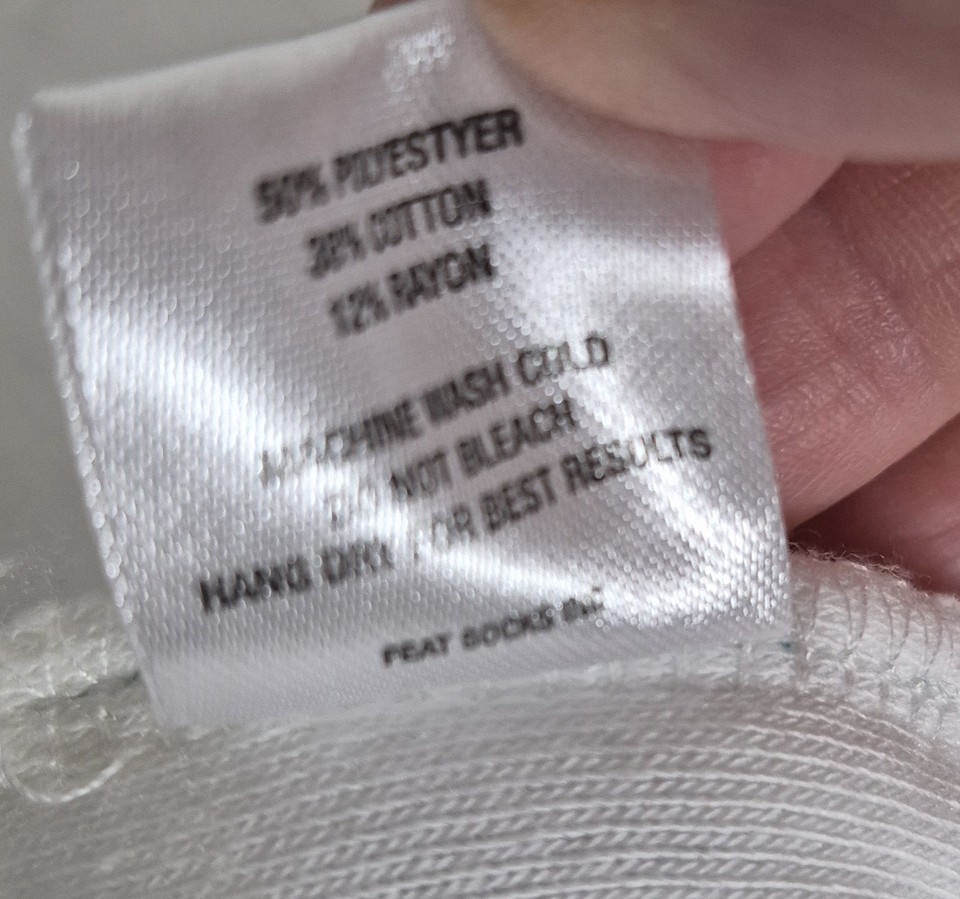 50% POLYESTYER
38% COTTON
12% RAYON
MACHINE WASH COLD
DO NOT BLEACH
HANG DRY FOR BEST RESULTS
PEAT SOCKS INC